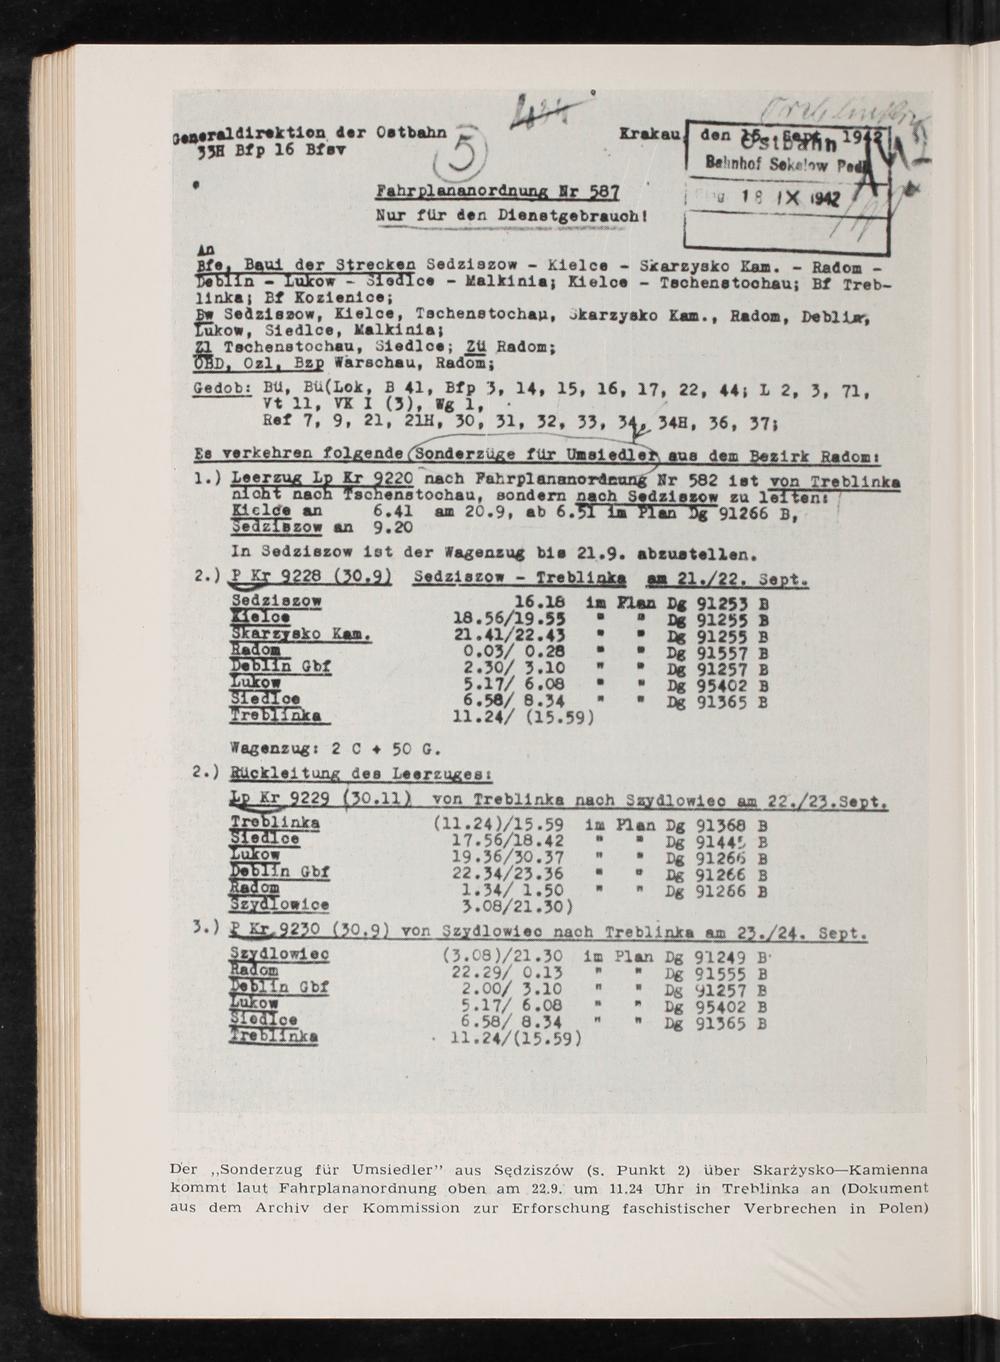 Generaldirektion der Ostbahn
33H Bfp 16 Bfsv
5
Krakau, den 15. Sept. 1942
Ostbahn
Bahnhof Sokolow Podl
18 IX 1942
Fahrplananordnung Nr 587
Nur für den Dienstgebrauch!
An
Bfe, Baui der Strecken Sedziszow - Kielce - Skarzysko Kam. - Radom -
Deblin - Lukow - Siedlce - Malkinia; Kielce - Tschenstochau; Bf Treb-
linka; Bf Kozienice;
Bw Sedziszow, Kielce, Tschenstochau, Skarzysko Kam., Radom, Deblin,
Lukow, Siedlce, Malkinia;
Zl Tschenstochau, Siedlce; Zü Radom;
OBD, Ozl, Bzp Warschau, Radom;
Gedob: Bü, Bü(Lok, B 41, Bfp 3, 14, 15, 16, 17, 22, 44; L 2, 3, 71,
Vt 11, VK I (3), Wg 1,
Ref 7, 9, 21, 21H, 30, 31, 32, 33, 34, 34H, 36, 37;
Es verkehren folgende Sonderzüge für Umsiedler aus dem Bezirk Radom:
1.) Leerzug Lp Kr 9220 nach Fahrplananordnung Nr 582 ist von Treblinka
nicht nach Tschenstochau, sondern nach Sedziszow zu leiten:
Kielce an 6.41 am 20.9, ab 6.51 im Plan Dg 91266 B,
Sedziszow an 9.20
In Sedziszow ist der Wagenzug bis 21.9. abzustellen.
2.) P Kr 9228 (30.9) Sedziszow - Treblinka am 21./22. Sept.
Sedziszow 16.18 im Plan Dg 91253 B
Kielce 18.56/19.55 " " Dg 91255 B
Skarzysko Kam. 21.41/22.43 " " Dg 91255 B
Radom 0.03/ 0.28 " " Dg 91557 B
Deblin Gbf 2.30/ 3.10 " " Dg 91257 B
Lukow 5.17/ 6.08 " " Dg 95402 B
Siedlce 6.58/ 8.34 " " Dg 91365 B
Treblinka 11.24/ (15.59)
Wagenzug: 2 C + 50 G.
2.) Rückleitung des Leerzuges:
Lp Kr 9229 (30.11) von Treblinka nach Szydlowiec am 22./23.Sept.
Treblinka (11.24)/15.59 im Plan Dg 91368 B
Siedlce 17.56/18.42 " " Dg 91445 B
Lukow 19.36/30.37 " " Dg 91266 B
Deblin Gbf 22.34/23.36 " " Dg 91266 B
Radom 1.34/ 1.50 " " Dg 91266 B
Szydlowice 3.08/21.30)
3.) P Kr 9230 (30.9) von Szydlowiec nach Treblinka am 23./24. Sept.
Szydlowiec (3.08)/21.30 im Plan Dg 91249 B
Radom 22.29/ 0.13 " " Dg 91555 B
Deblin Gbf 2.00/ 3.10 " " Dg 91257 B
Lukow 5.17/ 6.08 " " Dg 95402 B
Siedlce 6.58/ 8.34 " " Dg 91365 B
Treblinka 11.24/(15.59)
Der ,,Sonderzug für Umsiedler" aus Sędziszów (s. Punkt 2) über Skarżysko—Kamienna
kommt laut Fahrplananordnung oben am 22.9. um 11.24 Uhr in Treblinka an (Dokument
aus dem Archiv der Kommission zur Erforschung faschistischer Verbrechen in Polen)